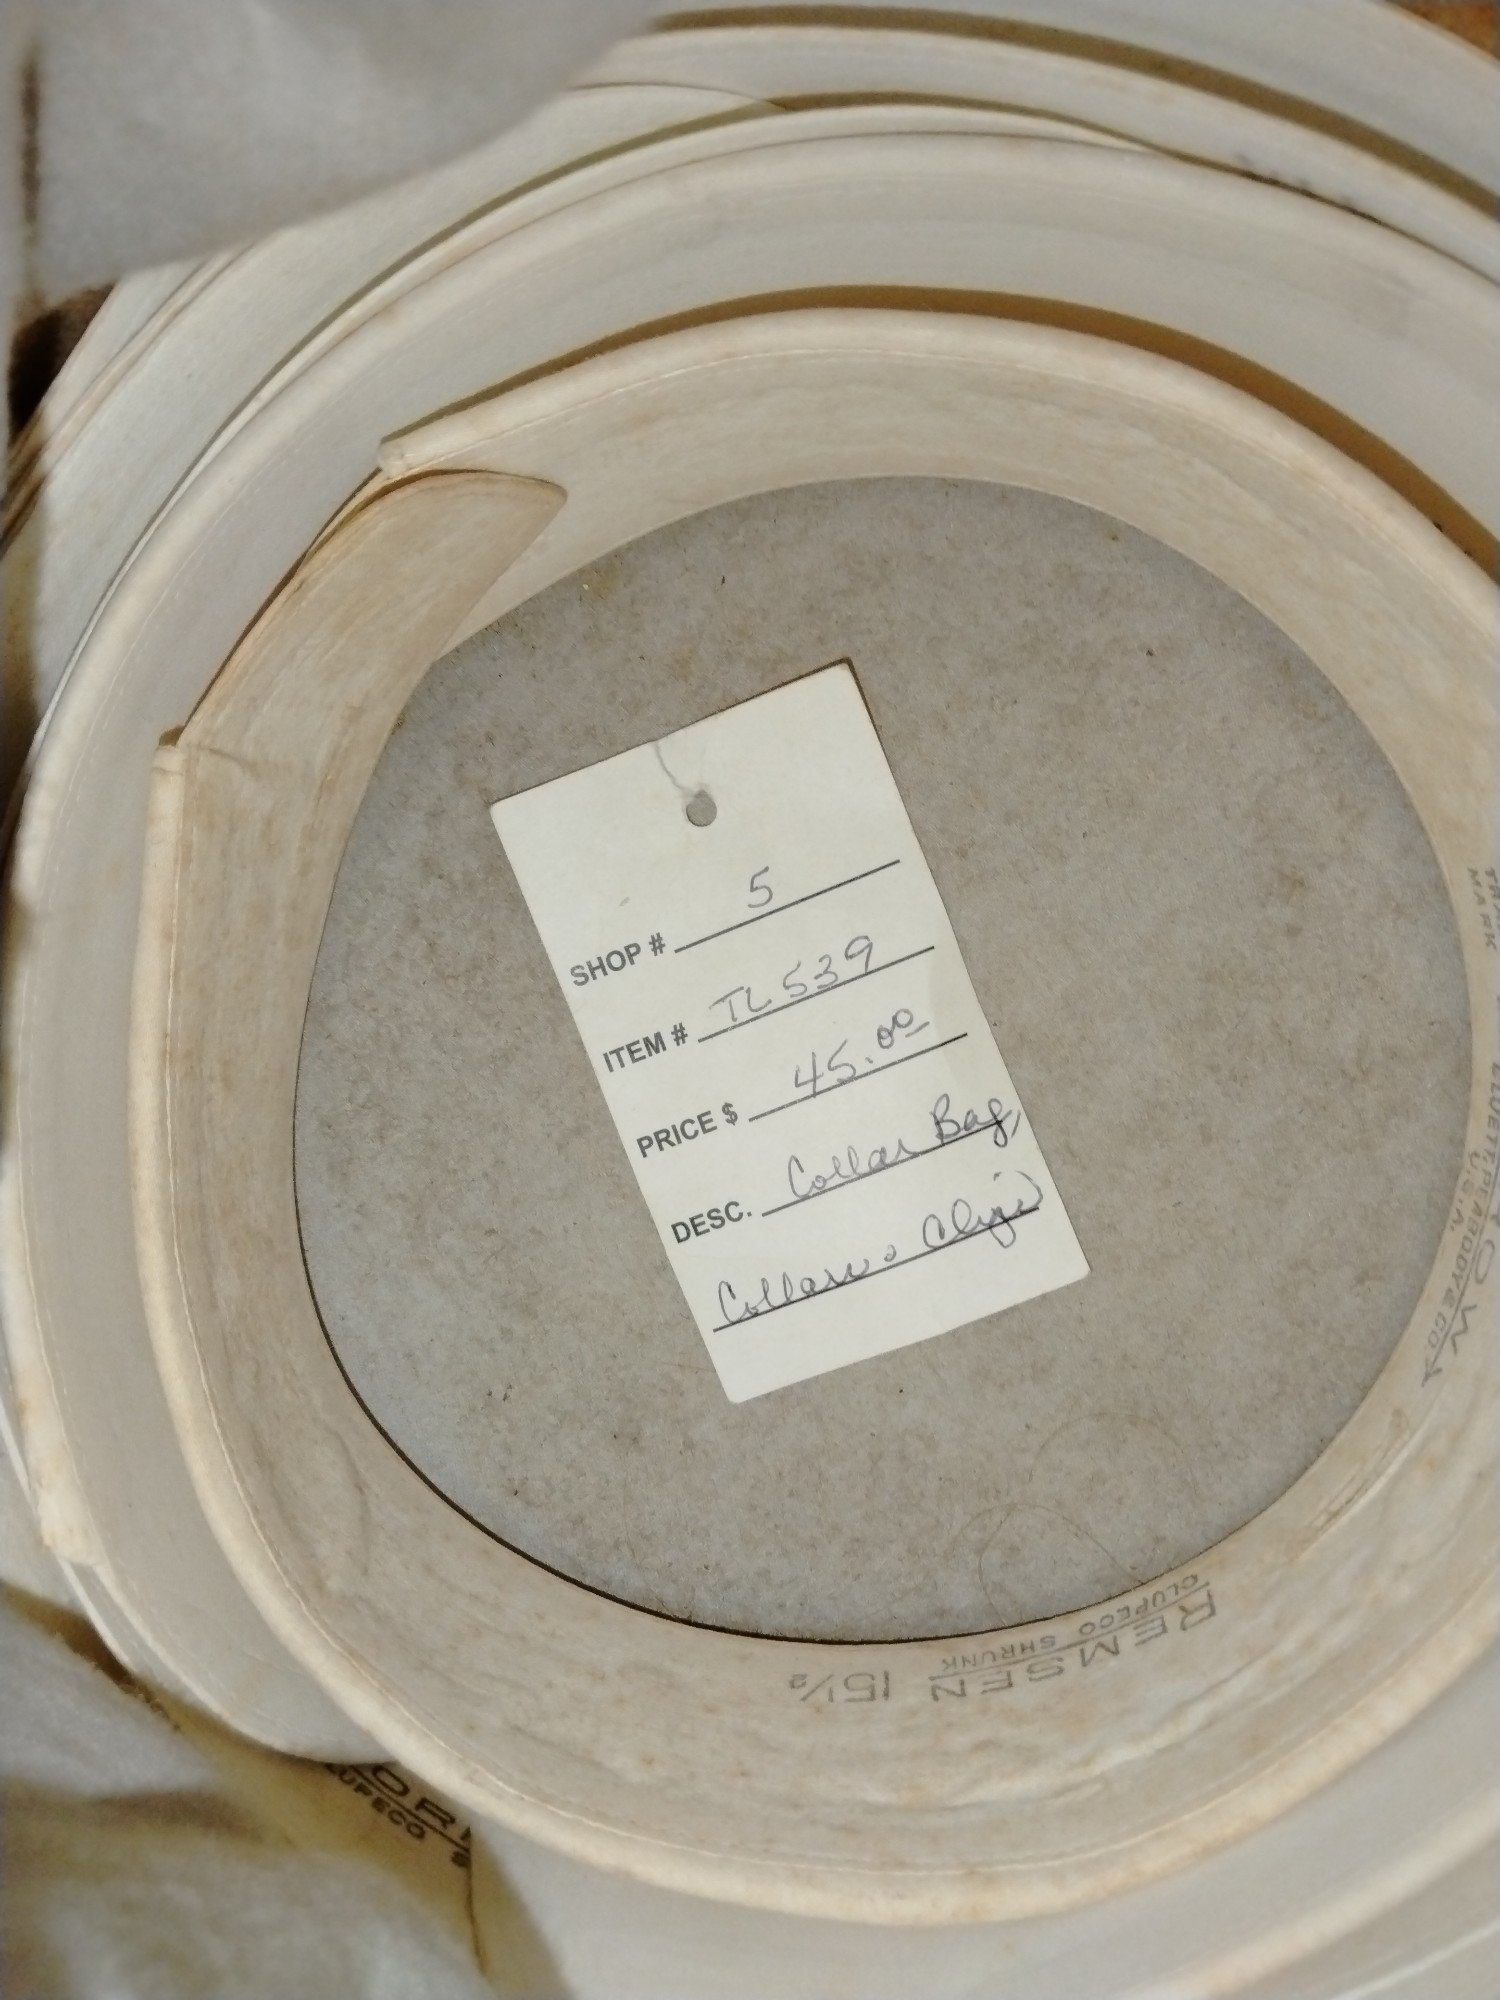 SHOP # 5
ITEM # TL539
PRICE $ 45.00
DESC. Collar Bag,
Collars
MARK
CLUETT, PEABODY & CO.
U.S.A.
REMSEN 15½
CLUPECO SHRUNK